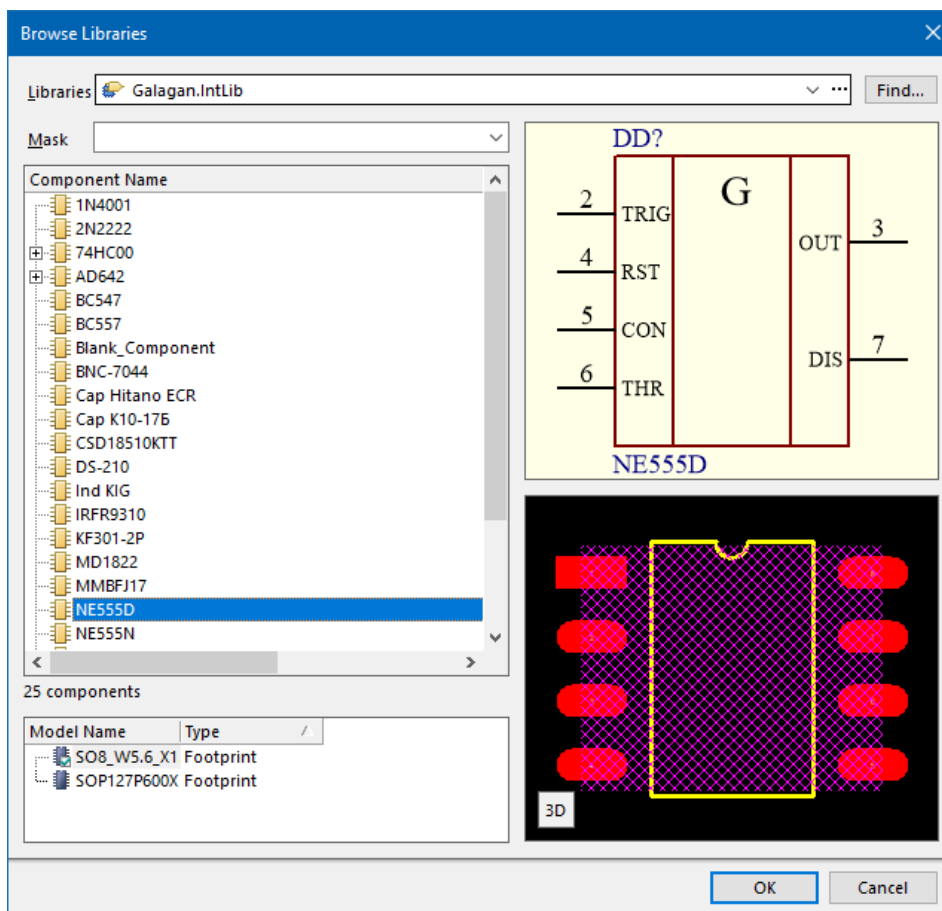 Browse Libraries
Libraries Galagan.IntLib ··· Find...
Mask
Component Name
1N4001
2N2222
74HC00
AD642
BC547
BC557
Blank_Component
BNC-7044
Cap Hitano ECR
Cap К10-17Б
CSD18510KTT
DS-210
Ind KIG
IRFR9310
KF301-2P
MD1822
MMBFJ17
NE555D
NE555N
25 components
Model Name Type
SO8_W5.6_X1 Footprint
SOP127P600X Footprint
DD?
G
2 TRIG
OUT 3
4 RST
5 CON
DIS 7
6 THR
NE555D
3D
OK Cancel